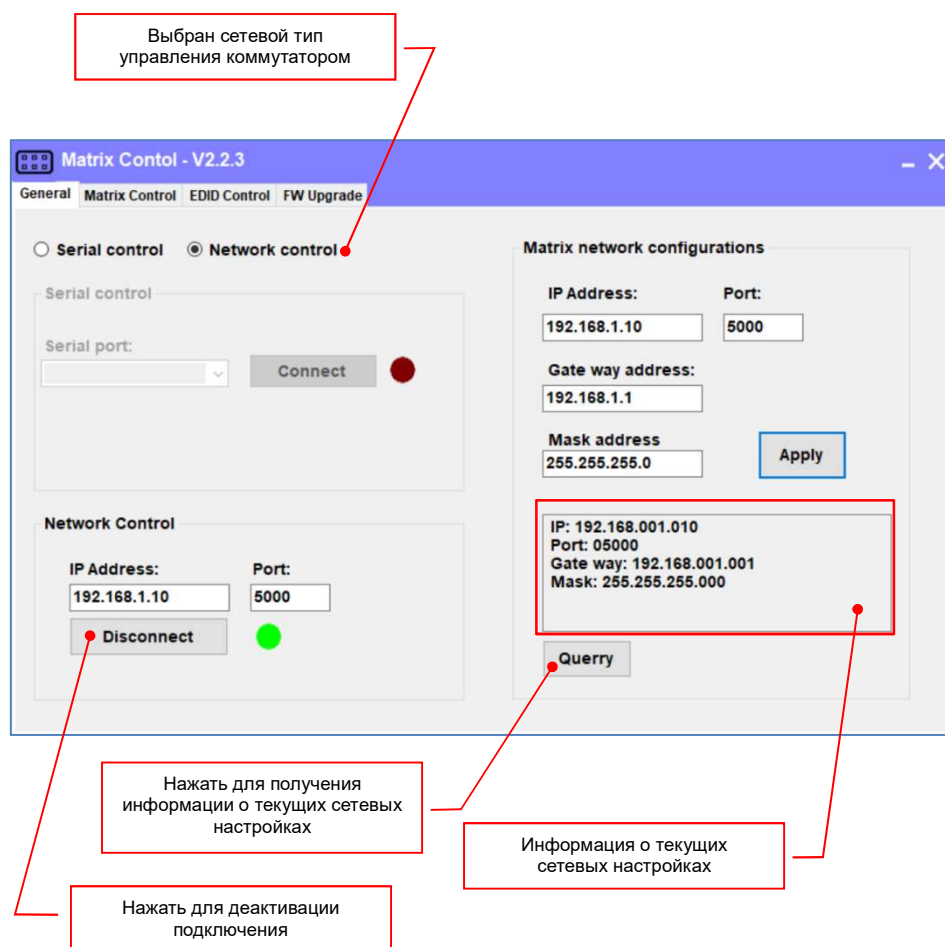 Выбран сетевой тип
управления коммутатором
Matrix Contol - V2.2.3
General Matrix Control EDID Control FW Upgrade
Serial control Network control
Serial control
Serial port:
Connect
Network Control
IP Address: Port:
192.168.1.10 5000
Disconnect
Matrix network configurations
IP Address: Port:
192.168.1.10 5000
Gate way address:
192.168.1.1
Mask address
255.255.255.0
Apply
IP: 192.168.001.010
Port: 05000
Gate way: 192.168.001.001
Mask: 255.255.255.000
Querry
Нажать для получения
информации о текущих сетевых
настройках
Информация о текущих
сетевых настройках
Нажать для деактивации
подключения